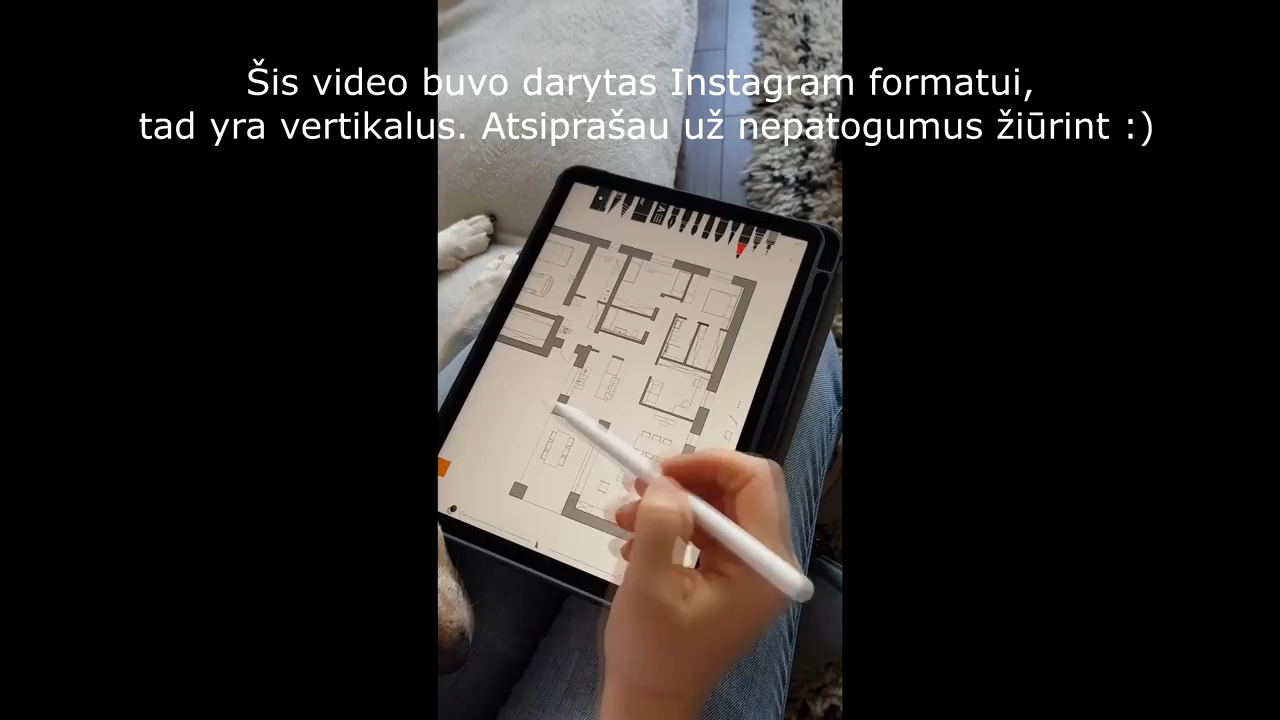 Šis video buvo darytas Instagram formatui,
tad yra vertikalus. Atsiprašau už nepatogumus žiūrint :)